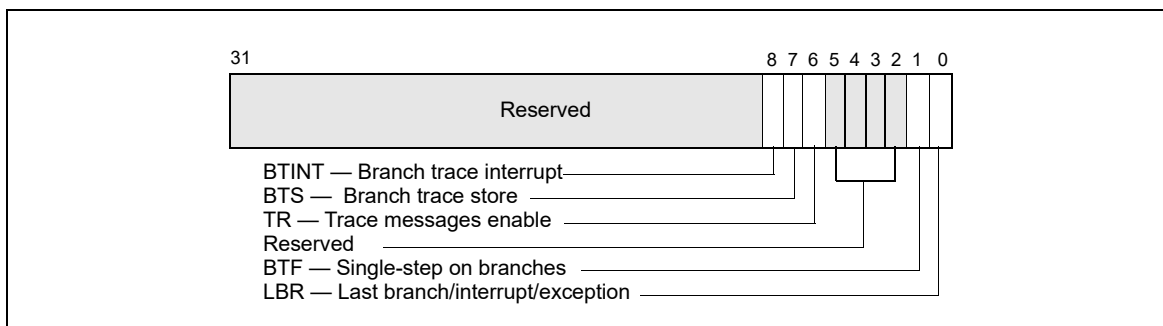 31 8 7 6 5 4 3 2 1 0
Reserved
BTINT — Branch trace interrupt
BTS — Branch trace store
TR — Trace messages enable
Reserved
BTF — Single-step on branches
LBR — Last branch/interrupt/exception